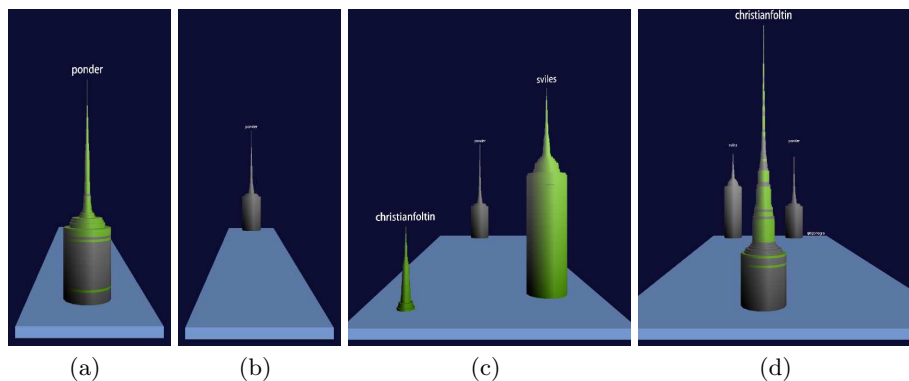 ponder
ponder
christianfoltin
ponder
sviles
christianfoltin
sviles
ponder
(a)
(b)
(c)
(d)